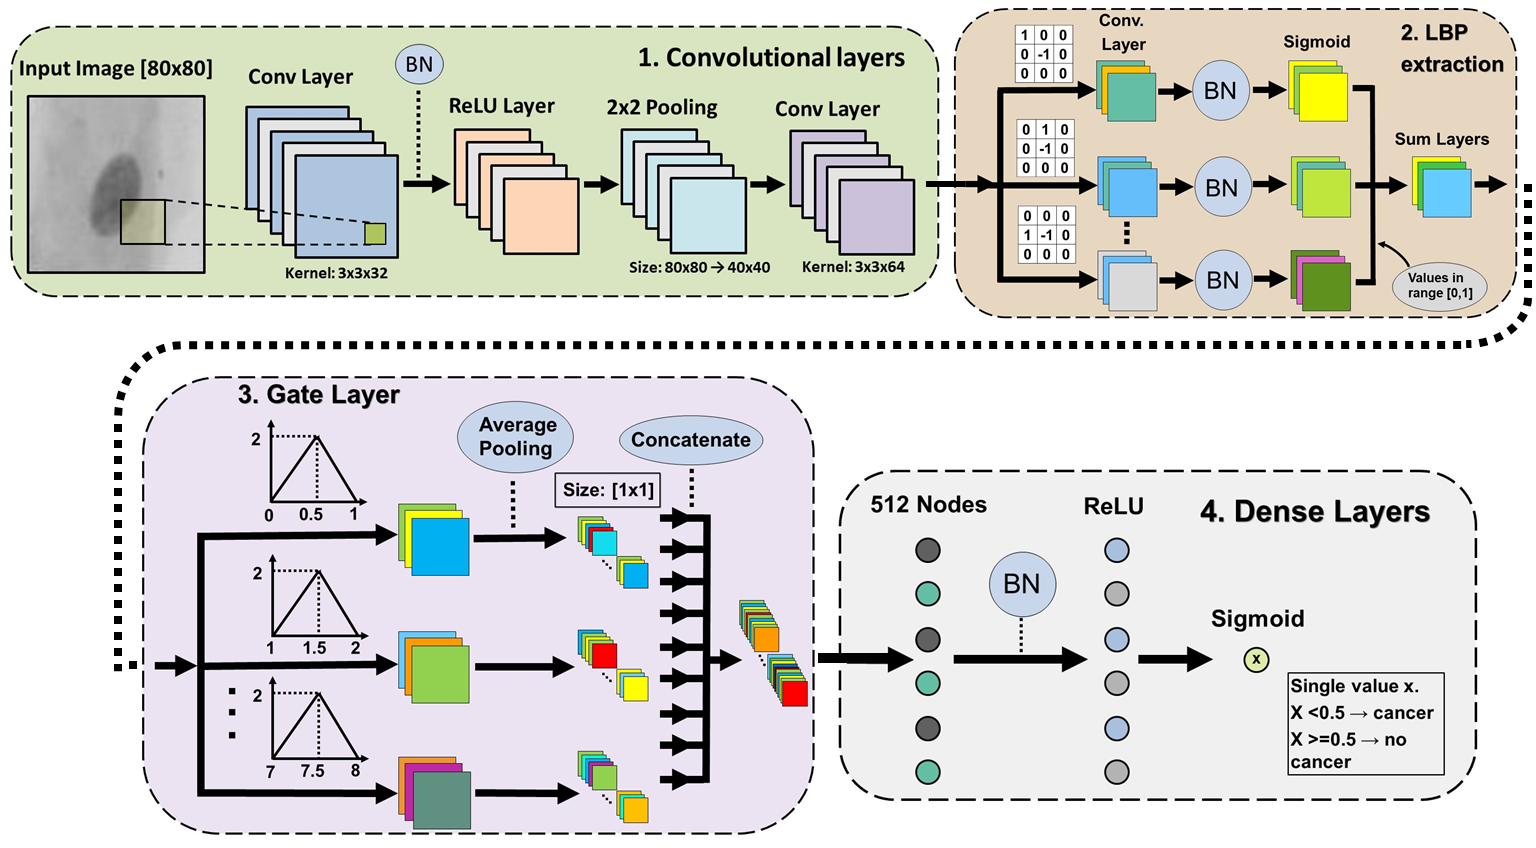 1. Convolutional layers
Input Image [80x80]
Conv Layer
BN
ReLU Layer
2x2 Pooling
Conv Layer
Kernel: 3x3x32
Size: 80x80 → 40x40
Kernel: 3x3x64
2. LBP
extraction
1 0 0
0 -1 0
0 0 0
Conv.
Layer
BN
Sigmoid
0 1 0
0 -1 0
0 0 0
BN
Sum Layers
0 0 0
1 -1 0
0 0 0
BN
Values in
range [0,1]
3. Gate Layer
2
0 0.5 1
Average
Pooling
Concatenate
Size: [1x1]
2
1 1.5 2
2
7 7.5 8
4. Dense Layers
512 Nodes
BN
ReLU
Sigmoid
x
Single value x.
X <0.5 → cancer
X >=0.5 → no
cancer